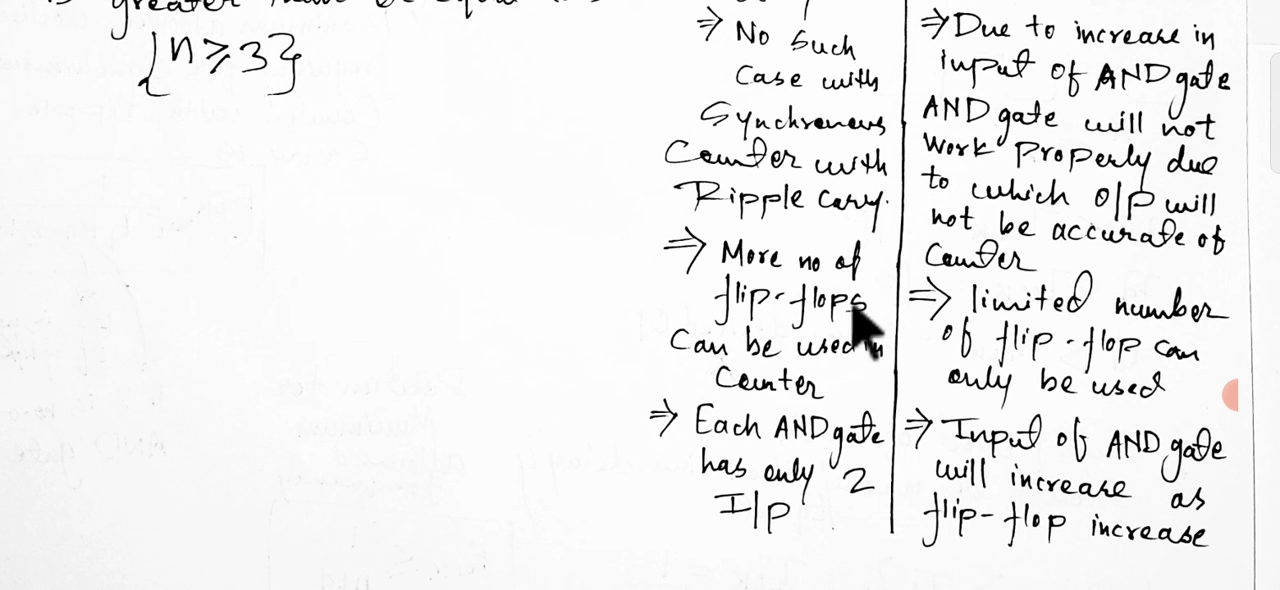 greater
{n ≥ 3}
⇒ No Such
Case with
Synchronous
Counter with
Ripple carry.
⇒ More no of
flip-flops
Can be used in
Counter
⇒ Each AND gate
has only 2
I/p
⇒ Due to increase in
input of AND gate
AND gate will not
work properly due
to which O/P will
not be accurate of
Counter
⇒ limited number
of flip-flop can
only be used
⇒ Input of AND gate
will increase as
flip-flop increase